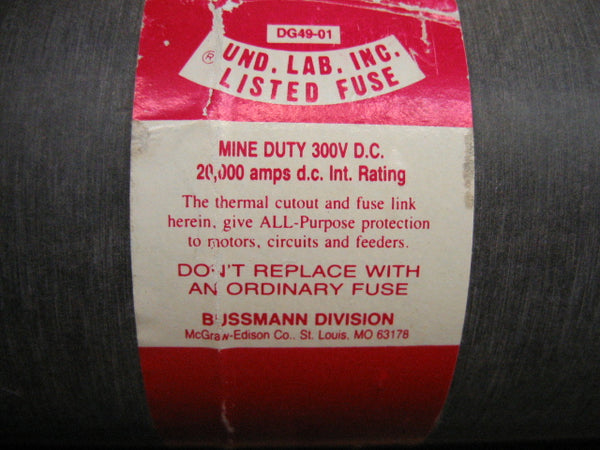 DG49-01
® UND. LAB. INC.
LISTED FUSE
MINE DUTY 300V D.C.
20,000 amps d.c. Int. Rating
The thermal cutout and fuse link
herein, give ALL-Purpose protection
to motors, circuits and feeders.
DON'T REPLACE WITH
AN ORDINARY FUSE
BUSSMANN DIVISION
McGraw-Edison Co., St. Louis, MO 63178